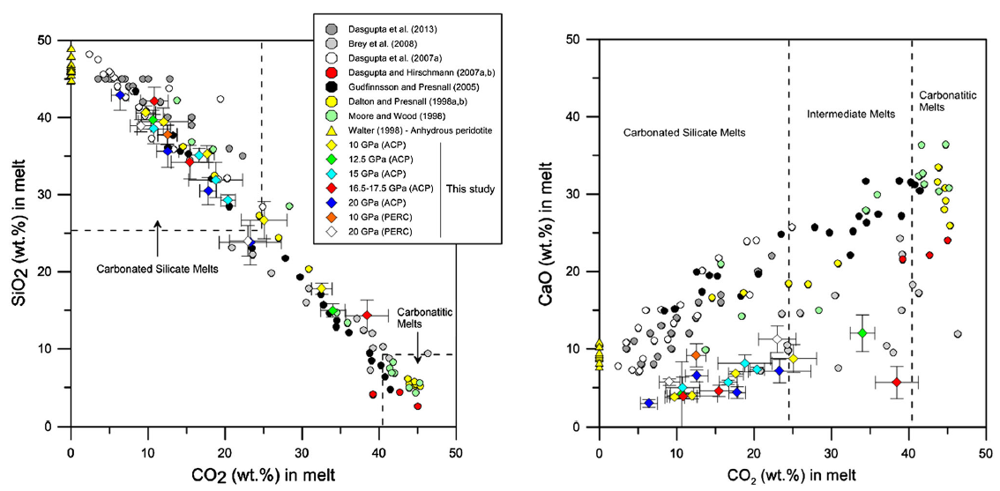 Dasgupta et al. (2013)
Brey et al. (2008)
Dasgupta et al. (2007a)
Dasgupta and Hirschmann (2007a,b)
Gudfinnsson and Presnall (2005)
Dalton and Presnall (1998a,b)
Moore and Wood (1998)
Walter (1998) - Anhydrous peridotite
10 GPa (ACP)
12.5 GPa (ACP)
15 GPa (ACP)
16.5-17.5 GPa (ACP)
This study
20 GPa (ACP)
10 GPa (PERC)
20 GPa (PERC)
SiO2 (wt.%) in melt
50
40
30
20
10
0
Carbonated Silicate Melts
Carbonatitic
Melts
0 10 20 30 40 50
CO2 (wt.%) in melt
CaO (wt.%) in melt
50
40
30
20
10
0
Carbonated Silicate Melts
Intermediate Melts
Carbonatitic
Melts
0 10 20 30 40 50
CO2 (wt.%) in melt